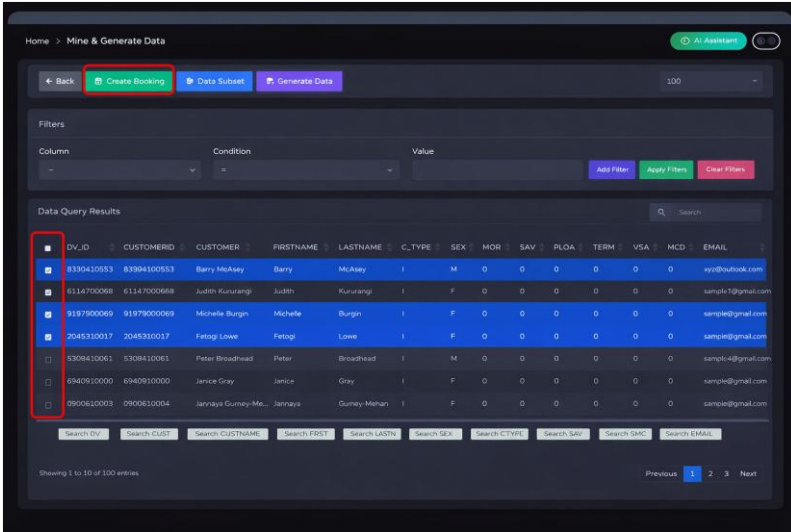 Home > Mine & Generate Data
AI Assistant
← Back Create Booking Data Subset Generate Data 100
Filters
Column Condition Value
= Add Filter Apply Filters Clear Filters
Data Query Results Search
DV_ID CUSTOMERID CUSTOMER FIRSTNAME LASTNAME C_TYPE SEX MOR SAV PLOA TERM VSA MCD EMAIL
8330410553 83994100553 Barry McAsey Barry McAsey I M 0 0 0 0 0 0 xyz@outlook.com
6114700068 61147000668 Judith Kururangi Judith Kururangi I F 0 0 0 0 0 0 sample3@gmail.com
9197900069 91979000069 Michelle Burgin Michelle Burgin I F 0 0 0 0 0 0 sample@gmail.com
2045310017 2045310017 Fetogi Lowe Fetogi Lowe I F 0 0 0 0 0 0 sample@gmail.com
5308410061 5308410061 Peter Broadhead Peter Broadhead I M 0 0 0 0 0 0 sample4@gmail.com
6940910000 6940910000 Janice Gray Janice Gray I F 0 0 0 0 0 0 sample@gmail.com
0900610003 0900610004 Jannaya Gurney-Me... Jannaya Gurney-Mehan I F 0 0 0 0 0 0 sample@gmail.com
Search DV Search CUST Search CUSTNAME Search FRST Search LASTN Search SEX Search CTYPE Search SAV Search SMC Search EMAIL
Showing 1 to 10 of 100 entries Previous 1 2 3 Next